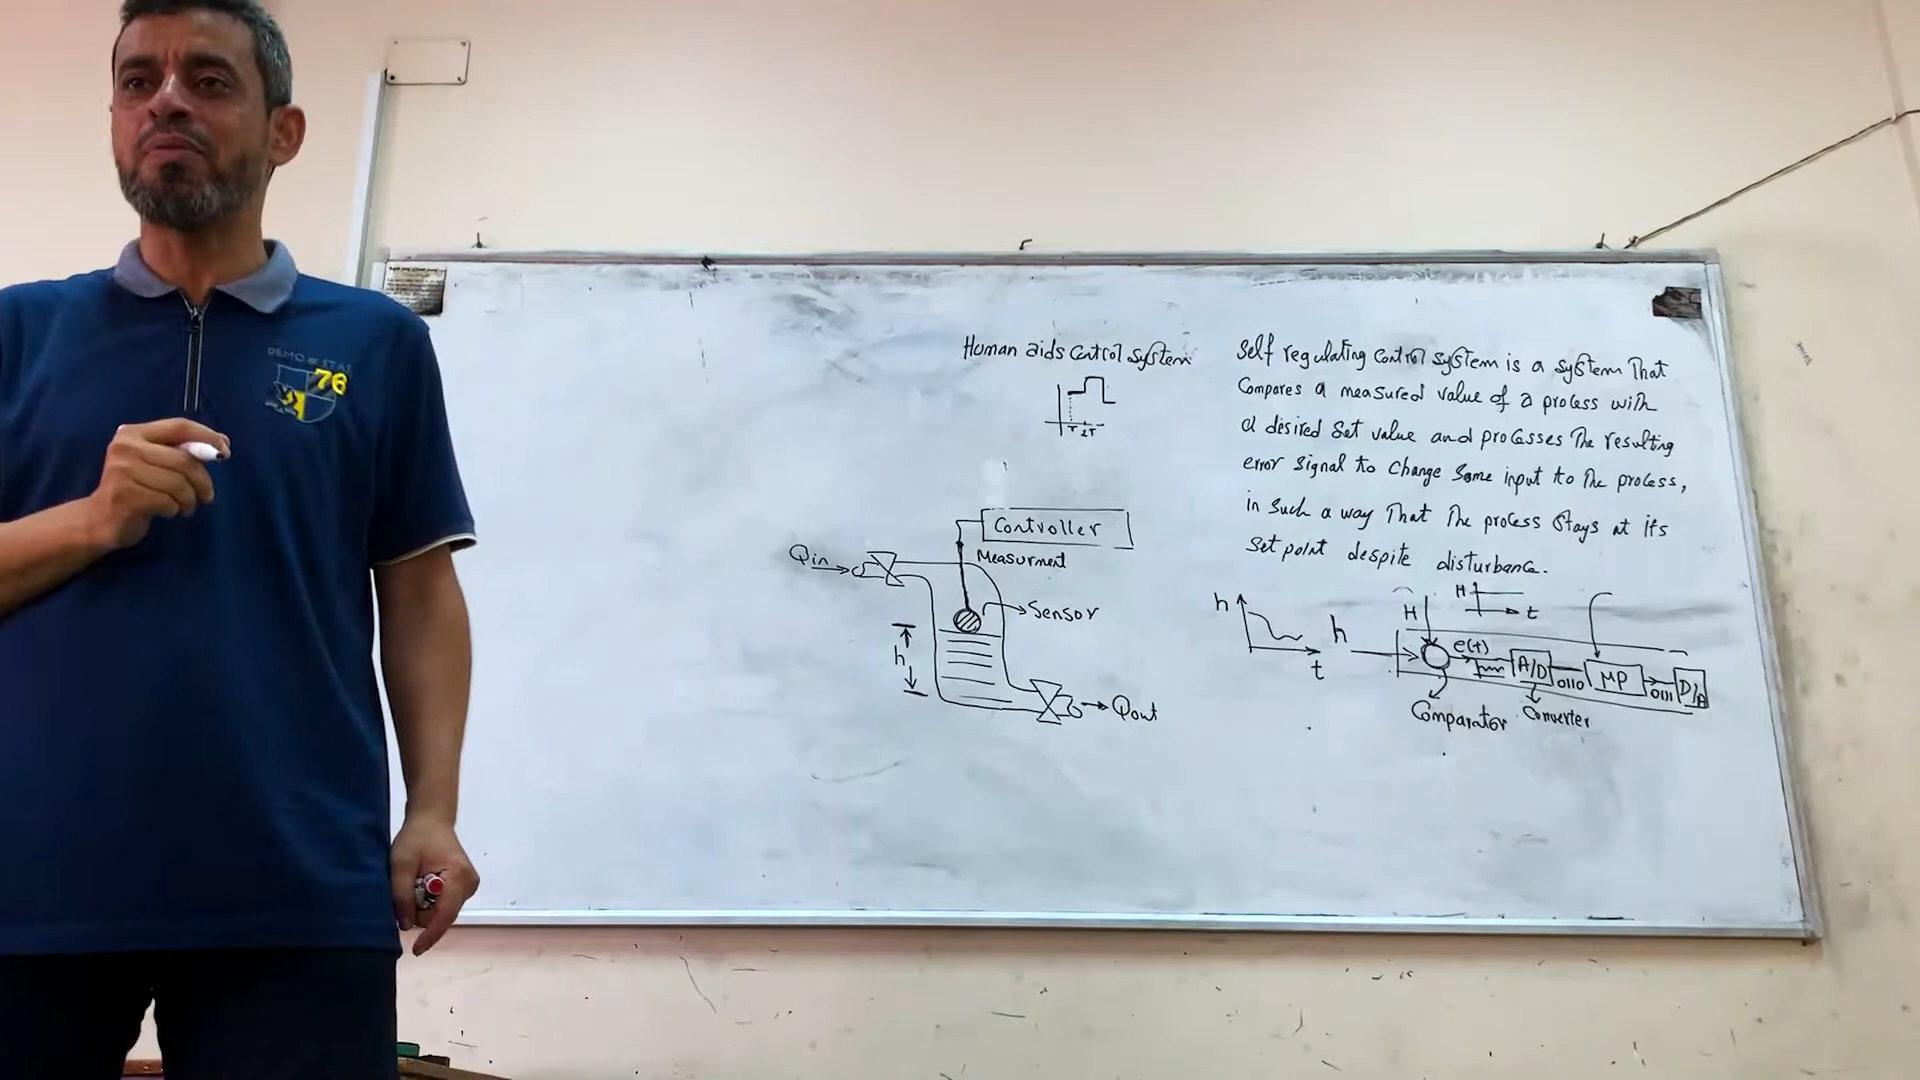 DEMO & STAR
76
Human aids control system
T 2T
Controller
Measurment
Qin
Sensor
h
Qout
Self regulating control system is a system That
Compares a measured value of a process with
a desired Set value and processes The resulting
error signal to change Some input to The process,
in Such a way That The process Stays at its
Set point despite disturbance.
h
t
h
H
H
t
e(t)
A/D
0110
MP
0111
D/A
Comparator
Converter